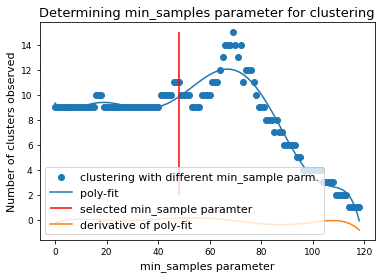 Determining min_samples parameter for clustering
Number of clusters observed
14
12
10
8
6
4
2
0
clustering with different min_sample parm.
poly-fit
selected min_sample paramter
derivative of poly-fit
0 20 40 60 80 100 120
min_samples parameter